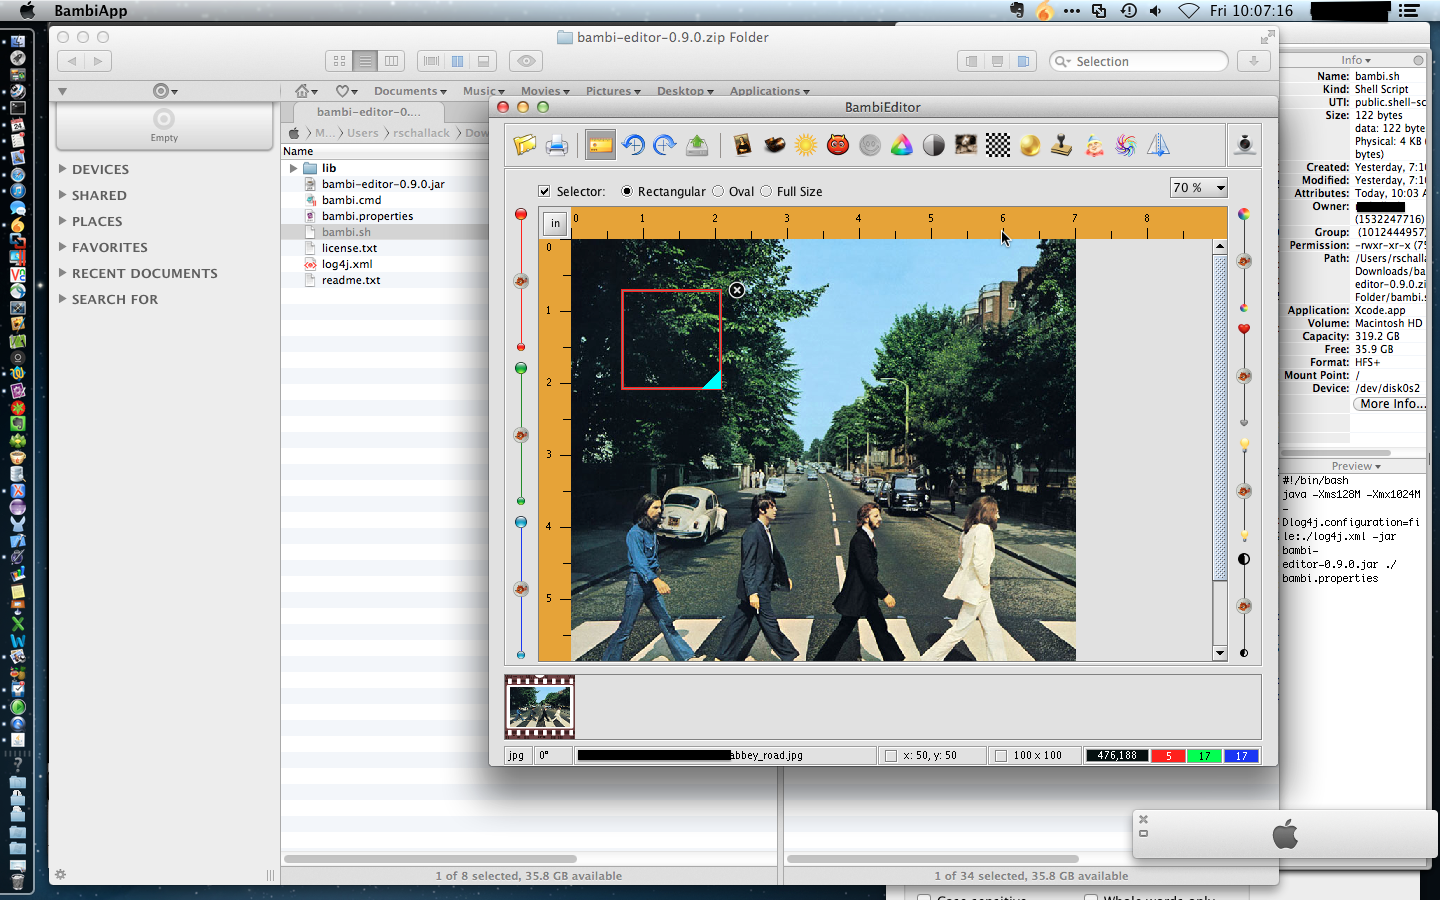 BambiApp
Fri 10:07:16
bambi-editor-0.9.0.zip Folder
Selection
Documents
Music
Movies
Pictures
Desktop
Applications
Empty
DEVICES
SHARED
PLACES
FAVORITES
RECENT DOCUMENTS
SEARCH FOR
bambi-editor-0....
M... Users rschallack Dow
Name
lib
bambi-editor-0.9.0.jar
bambi.cmd
bambi.properties
bambi.sh
license.txt
log4j.xml
readme.txt
BambiEditor
Selector: Rectangular Oval Full Size
70 %
in
0 1 2 3 4 5 6 7 8
0
1
2
3
4
5
jpg 0° abbey_road.jpg x: 50, y: 50 100 x 100 476,188 5 17 17
1 of 8 selected, 35.8 GB available
1 of 34 selected, 35.8 GB available
Info
Name: bambi.sh
Kind: Shell Script
UTI: public.shell-sc
Size: 122 bytes
data: 122 byte
Physical: 4 KB (
bytes)
Created: Yesterday, 7:1
Modified: Yesterday, 7:1
Attributes: Today, 10:03 A
Owner:
(1532247716)
Group: (1012444957)
Permission: -rwxr-xr-x (75
Path: /Users/rschalla
Downloads/ba
editor-0.9.0.zi
Folder/bambi.s
Application: Xcode.app
Volume: Macintosh HD
Capacity: 319.2 GB
Free: 35.9 GB
Format: HFS+
Mount Point: /
Device: /dev/disk0s2
More Info...
Preview
#!/bin/bash
java -Xms128M -Xmx1024M
-
Dlog4j.configuration=fi
le:./log4j.xml -jar
bambi-
editor-0.9.0.jar ./
bambi.properties
Case sensitive
Whole words only